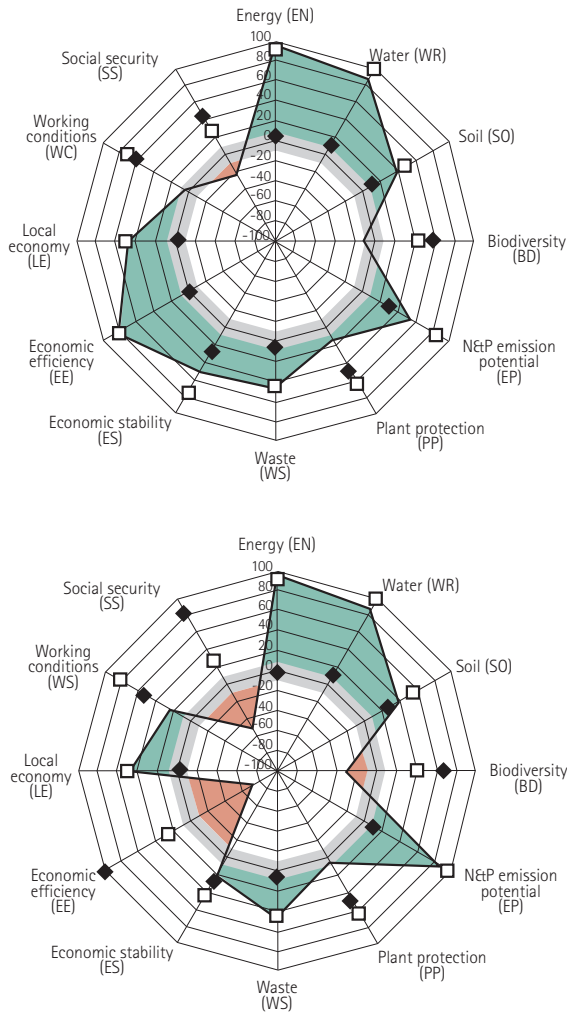 Energy (EN)
100
80
60
40
20
0
-20
-40
-60
-80
-100
Water (WR)
Soil (SO)
Biodiversity
(BD)
N&P emission
potential
(EP)
Plant protection
(PP)
Waste
(WS)
Economic stability
(ES)
Economic
efficiency
(EE)
Local
economy
(LE)
Working
conditions
(WC)
Social security
(SS)
Energy (EN)
100
80
60
40
20
0
-20
-40
-60
-80
-100
Water (WR)
Soil (SO)
Biodiversity
(BD)
N&P emission
potential
(EP)
Plant protection
(PP)
Waste
(WS)
Economic stability
(ES)
Economic
efficiency
(EE)
Local
economy
(LE)
Working
conditions
(WS)
Social security
(SS)